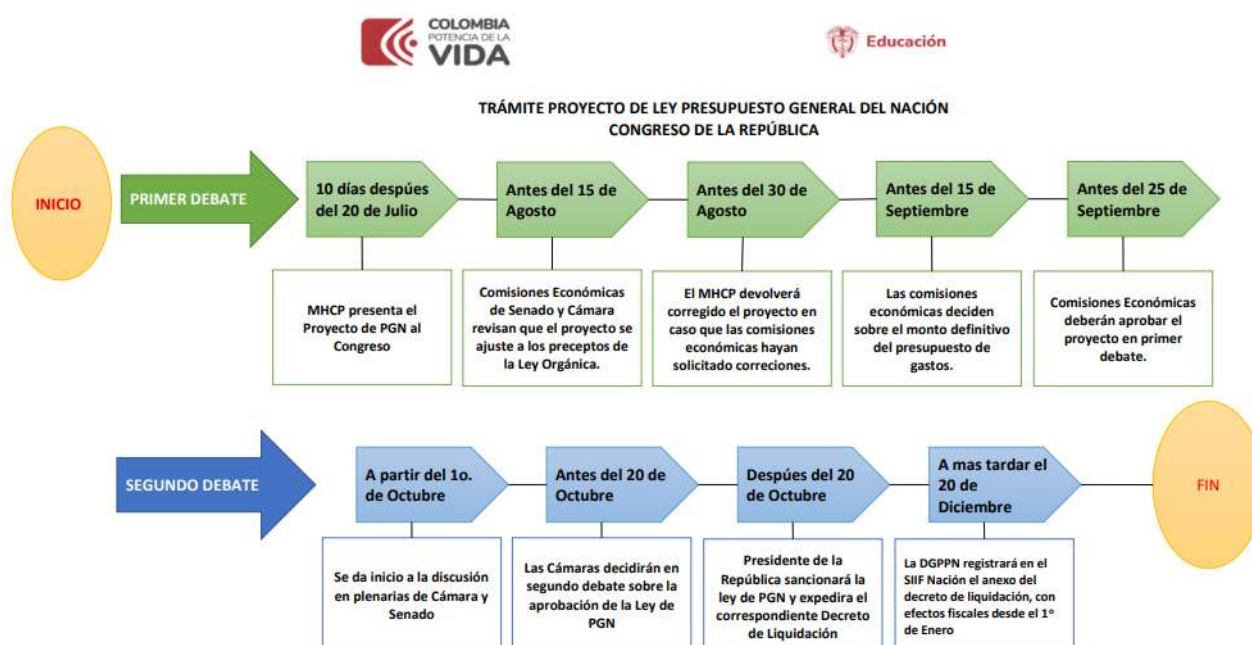 COLOMBIA
POTENCIA DE LA
VIDA
Educación
TRÁMITE PROYECTO DE LEY PRESUPUESTO GENERAL DEL NACIÓN
CONGRESO DE LA REPÚBLICA
INICIO
PRIMER DEBATE
10 días despúes
del 20 de Julio
Antes del 15 de
Agosto
Antes del 30 de
Agosto
Antes del 15 de
Septiembre
Antes del 25 de
Septiembre
MHCP presenta el
Proyecto de PGN al
Congreso
Comisiones Económicas
de Senado y Cámara
revisan que el proyecto se
ajuste a los preceptos de
la Ley Orgánica.
El MHCP devolverá
corregido el proyecto en
caso que las comisiones
económicas hayan
solicitado correciones.
Las comisiones
económicas deciden
sobre el monto definitivo
del presupuesto de
gastos.
Comisiones Económicas
deberán aprobar el
proyecto en primer
debate.
SEGUNDO DEBATE
A partir del 1o.
de Octubre
Antes del 20 de
Octubre
Despúes del 20
de Octubre
A mas tardar el
20 de
Diciembre
FIN
Se da inicio a la discusión
en plenarias de Cámara y
Senado
Las Cámaras decidirán en
segundo debate sobre la
aprobación de la Ley de
PGN
Presidente de la
República sancionará la
ley de PGN y expedira el
correspondiente Decreto
de Liquidación
La DGPPN registrará en el
SIIF Nación el anexo del
decreto de liquidación, con
efectos fiscales desde el 1°
de Enero